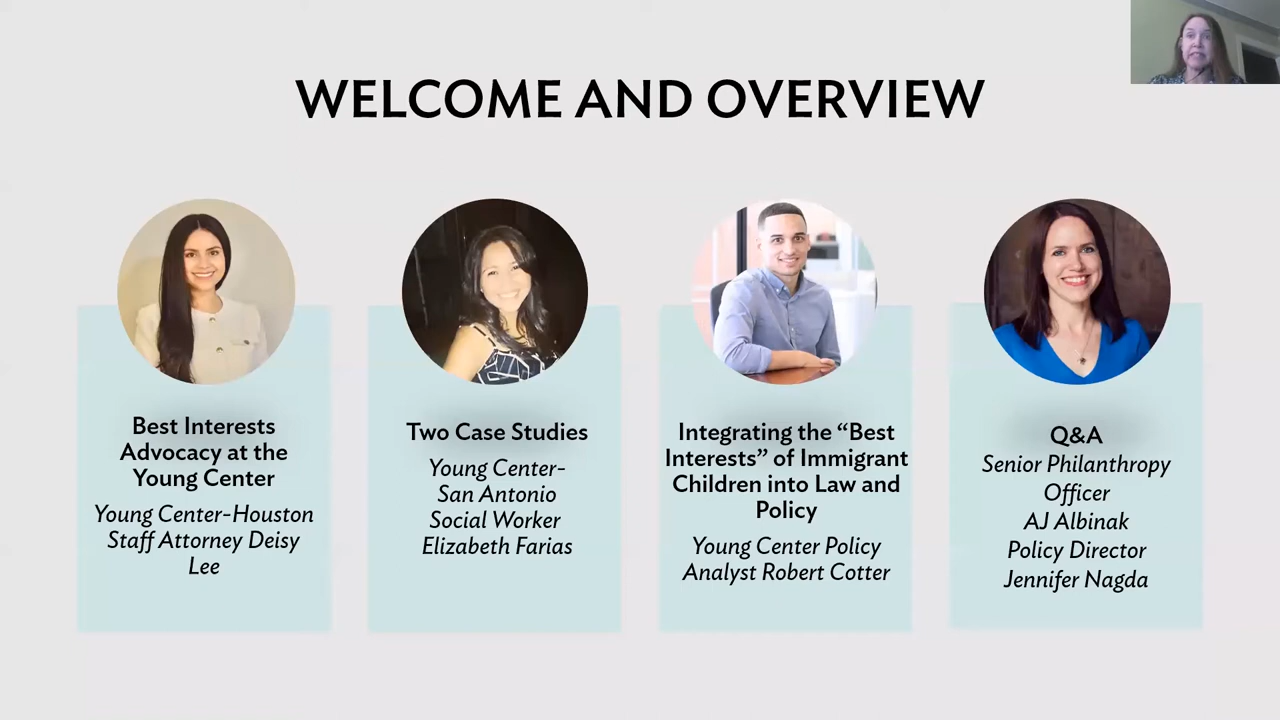 WELCOME AND OVERVIEW
Best Interests
Advocacy at the
Young Center
Young Center-Houston
Staff Attorney Deisy
Lee
Two Case Studies
Young Center-
San Antonio
Social Worker
Elizabeth Farias
Integrating the “Best
Interests” of Immigrant
Children into Law and
Policy
Young Center Policy
Analyst Robert Cotter
Q&A
Senior Philanthropy
Officer
AJ Albinak
Policy Director
Jennifer Nagda